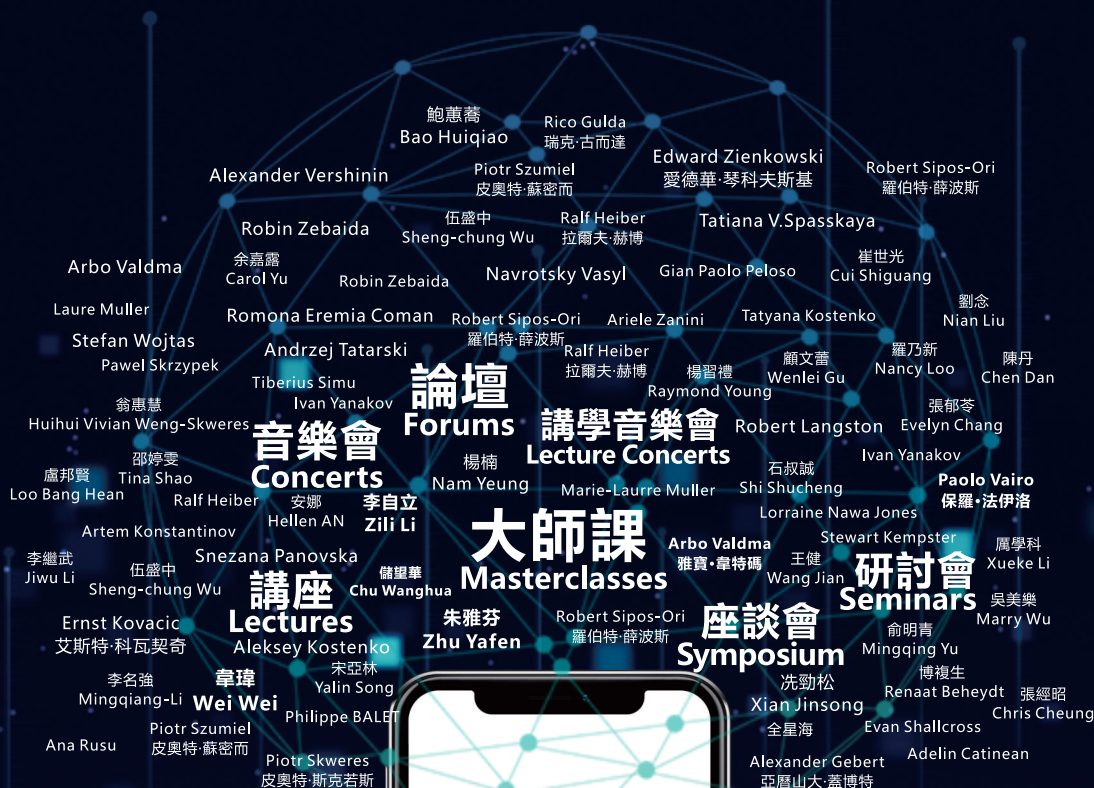 鮑蕙蕎
Bao Huiqiao
Rico Gulda
瑞克·古而達
Alexander Vershinin
Piotr Szumiel
皮奧特·蘇密而
Edward Zienkowski
愛德華·琴科夫斯基
Robert Sipos-Ori
羅伯特·薛波斯
Robin Zebaida
伍盛中
Sheng-chung Wu
Ralf Heiber
拉爾夫·赫博
Tatiana V.Spasskaya
Arbo Valdma
余嘉露
Carol Yu
Robin Zebaida
Navrotsky Vasyl
Gian Paolo Peloso
崔世光
Cui Shiguang
Laure Muller
Romona Eremia Coman
Robert Sipos-Ori
羅伯特·薛波斯
Ariele Zanini
Tatyana Kostenko
劉念
Nian Liu
Stefan Wojtas
Pawel Skrzypek
Andrzej Tatarski
Ralf Heiber
拉爾夫·赫博
楊習禮
Raymond Young
顧文蕾
Wenlei Gu
羅乃新
Nancy Loo
陳丹
Chen Dan
Tiberius Simu
Ivan Yanakov
論壇
Forums
翁惠慧
Huihui Vivian Weng-Skweres
音樂會
Concerts
講學音樂會
Lecture Concerts
Robert Langston
張郁苓
Evelyn Chang
邵婷雯
Tina Shao
盧邦賢
Loo Bang Hean
Ralf Heiber
安娜
Hellen AN
李自立
Zili Li
楊楠
Nam Yeung
Marie-Laurre Muller
石叔誠
Shi Shucheng
Ivan Yanakov
Paolo Vairo
保羅·法伊洛
Artem Konstantinov
大師課
Masterclasses
Lorraine Nawa Jones
Stewart Kempster
李繼武
Jiwu Li
伍盛中
Sheng-chung Wu
Snezana Panovska
講座
Lectures
儲望華
Chu Wanghua
Arbo Valdma
雅寶·韋特碼
王健
Wang Jian
研討會
Seminars
厲學科
Xueke Li
吳美樂
Marry Wu
Ernst Kovacic
艾斯特·科瓦契奇
Aleksey Kostenko
朱雅芬
Zhu Yafen
Robert Sipos-Ori
羅伯特·薛波斯
座談會
Symposium
俞明青
Mingqing Yu
李名強
Mingqiang-Li
韋瑋
Wei Wei
宋亞林
Yalin Song
冼勁松
Xian Jinsong
博複生
Renaat Beheydt
張經昭
Chris Cheung
Piotr Szumiel
皮奧特·蘇密而
Philippe BALET
全星海
Evan Shallcross
Ana Rusu
Piotr Skweres
皮奧特·斯克若斯
Alexander Gebert
亞曆山大·蓋博特
Adelin Catinean